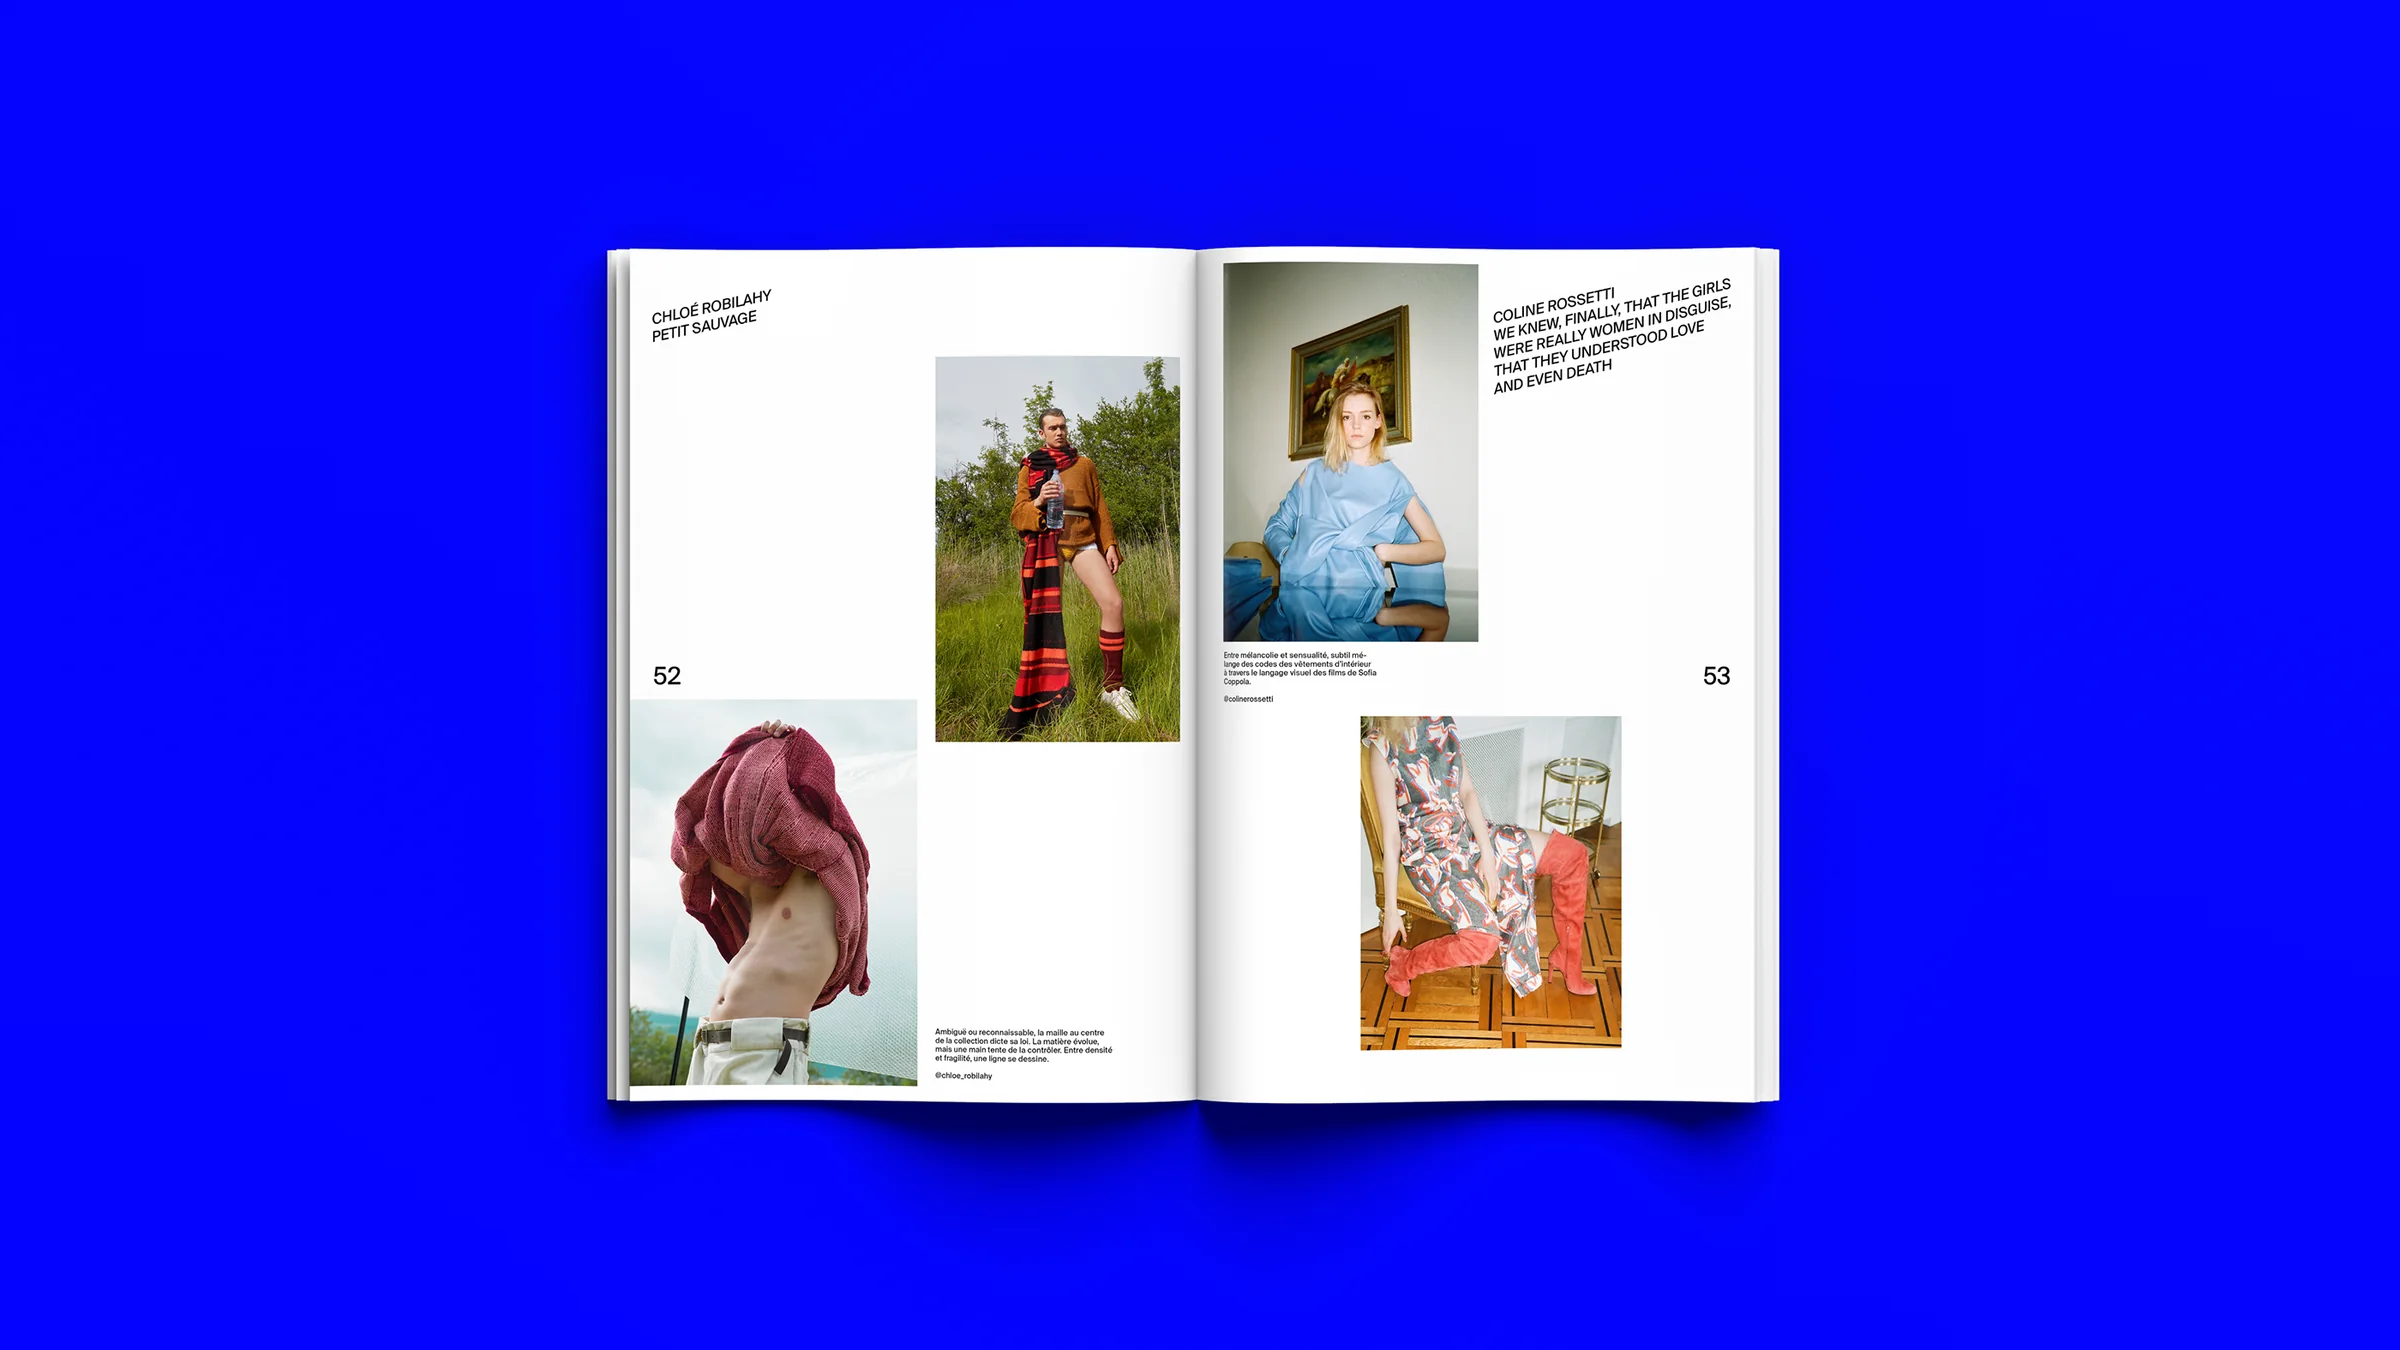 CHLOÉ ROBILAHY
PETIT SAUVAGE
52
Ambiguë ou reconnaissable, la maille au centre
de la collection dicte sa loi. La matière évolue,
mais une main tente de la contrôler. Entre densité
et fragilité, une ligne se dessine.
@chloe_robilahy
COLINE ROSSETTI
WE KNEW, FINALLY, THAT THE GIRLS
WERE REALLY WOMEN IN DISGUISE,
THAT THEY UNDERSTOOD LOVE
AND EVEN DEATH
Entre mélancolie et sensualité, subtil mé-
lange des codes des vêtements d'intérieur
à travers le langage visuel des films de Sofia
Coppola.
@colinerossetti
53